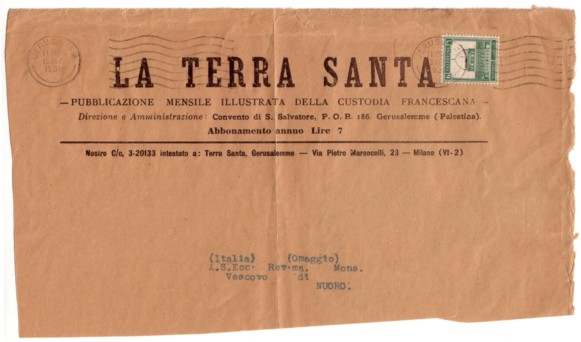 LA TERRA SANTA
— PUBBLICAZIONE MENSILE ILLUSTRATA DELLA CUSTODIA FRANCESCANA —
Direzione e Amministrazione: Convento di S. Salvatore, P. O. B. 186. Gerusalemme (Palestina).
Abbonamento annuo Lire 7
Nostro C/c, 3-20133 intestato a: Terra Santa, Gerusalemme — Via Pietro Maroncelli, 23 — Milano (VI-2)
(Italia) (Omaggio)
A.S.Ecc. Rev.ma. Mons.
Vescovo di
NUORO.